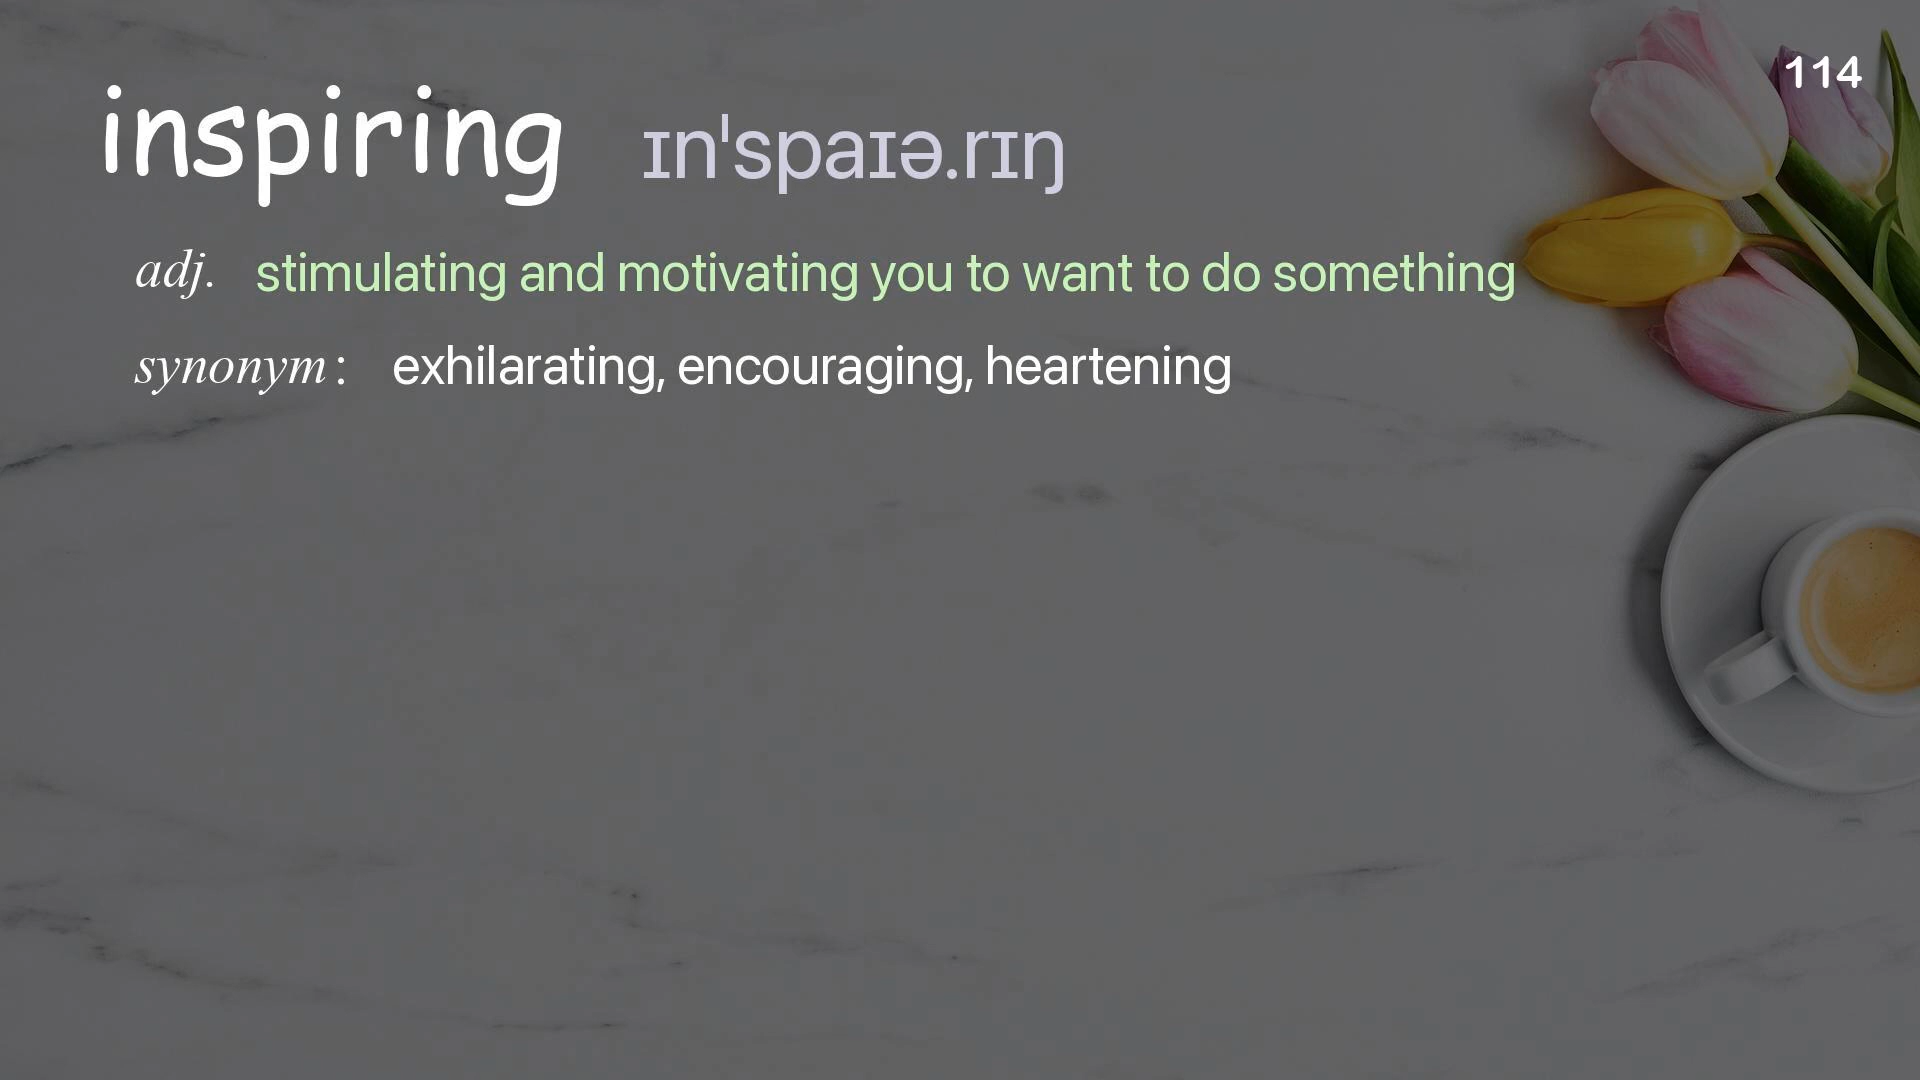 114
inspiring ɪnˈspaɪə.rɪŋ
adj. stimulating and motivating you to want to do something
synonym : exhilarating, encouraging, heartening